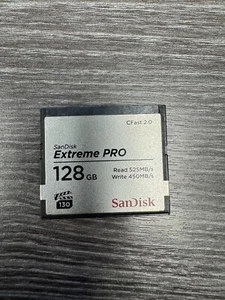 CFast 2.0
SanDisk
Extreme PRO
128 GB
Read 525MB/s
Write 450MB/s
130
SanDisk